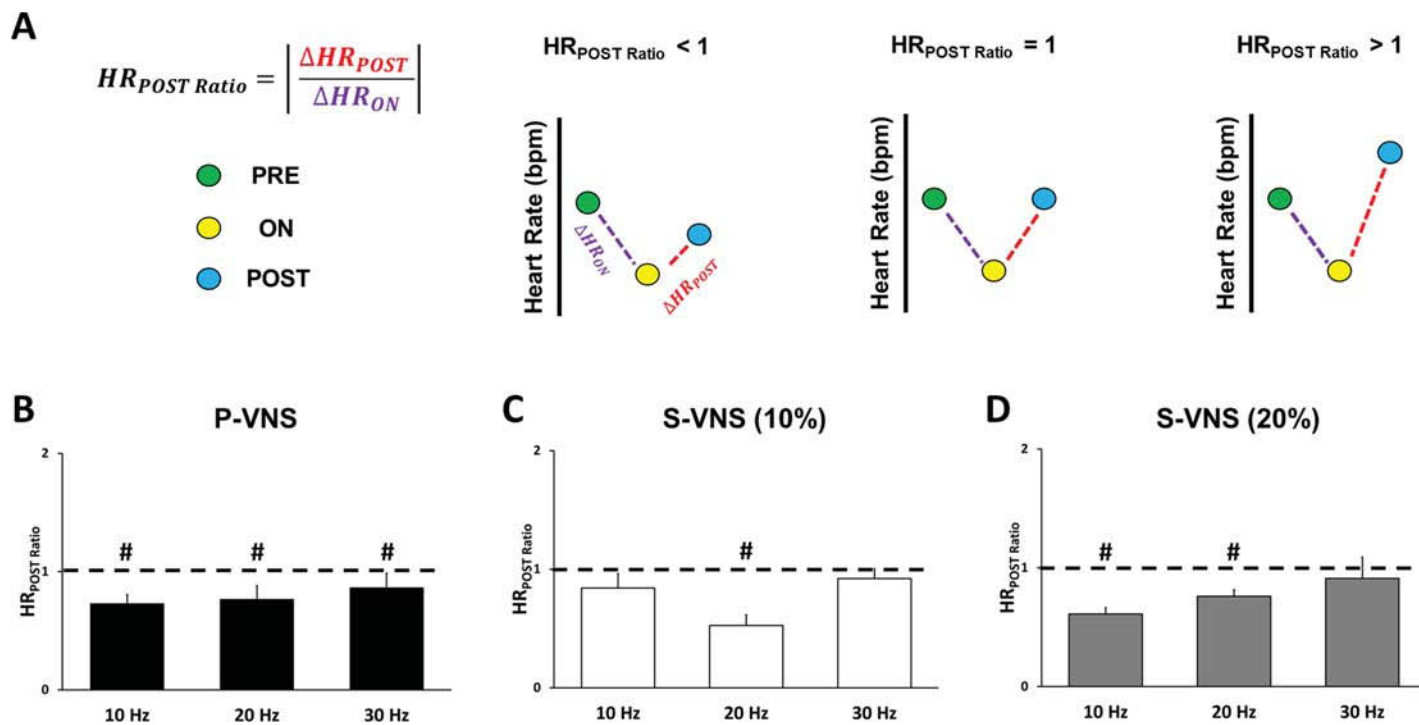 A
HR_POST Ratio = | ΔHR_POST / ΔHR_ON |
PRE
ON
POST
HR_POST Ratio < 1
Heart Rate (bpm)
ΔHR_ON
ΔHR_POST
HR_POST Ratio = 1
Heart Rate (bpm)
HR_POST Ratio > 1
Heart Rate (bpm)
B
P-VNS
HR_POST Ratio
2
1
0
# # #
10 Hz 20 Hz 30 Hz
C
S-VNS (10%)
HR_POST Ratio
2
1
0
#
10 Hz 20 Hz 30 Hz
D
S-VNS (20%)
HR_POST Ratio
2
1
0
# #
10 Hz 20 Hz 30 Hz